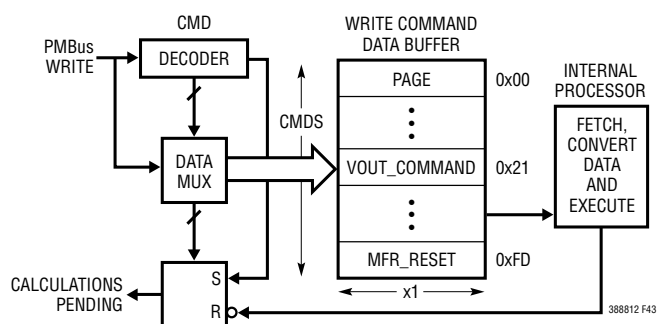 CMD
PMBus
WRITE
DECODER
CMDS
DATA
MUX
S
R
CALCULATIONS
PENDING
WRITE COMMAND
DATA BUFFER
PAGE
0x00
VOUT_COMMAND
0x21
MFR_RESET
0xFD
x1
INTERNAL
PROCESSOR
FETCH,
CONVERT
DATA
AND
EXECUTE
388812 F43